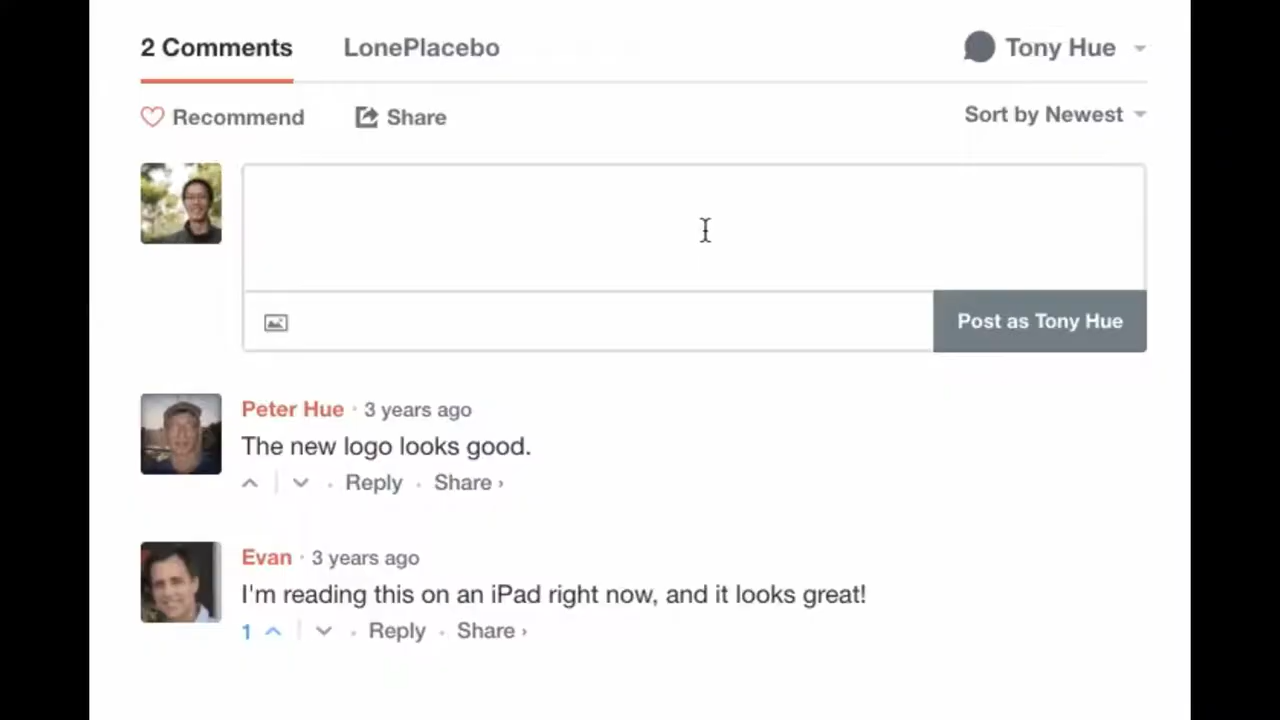 2 Comments LonePlacebo Tony Hue
Recommend Share Sort by Newest
Post as Tony Hue
Peter Hue · 3 years ago
The new logo looks good.
Reply · Share ›
Evan · 3 years ago
I'm reading this on an iPad right now, and it looks great!
1 Reply · Share ›